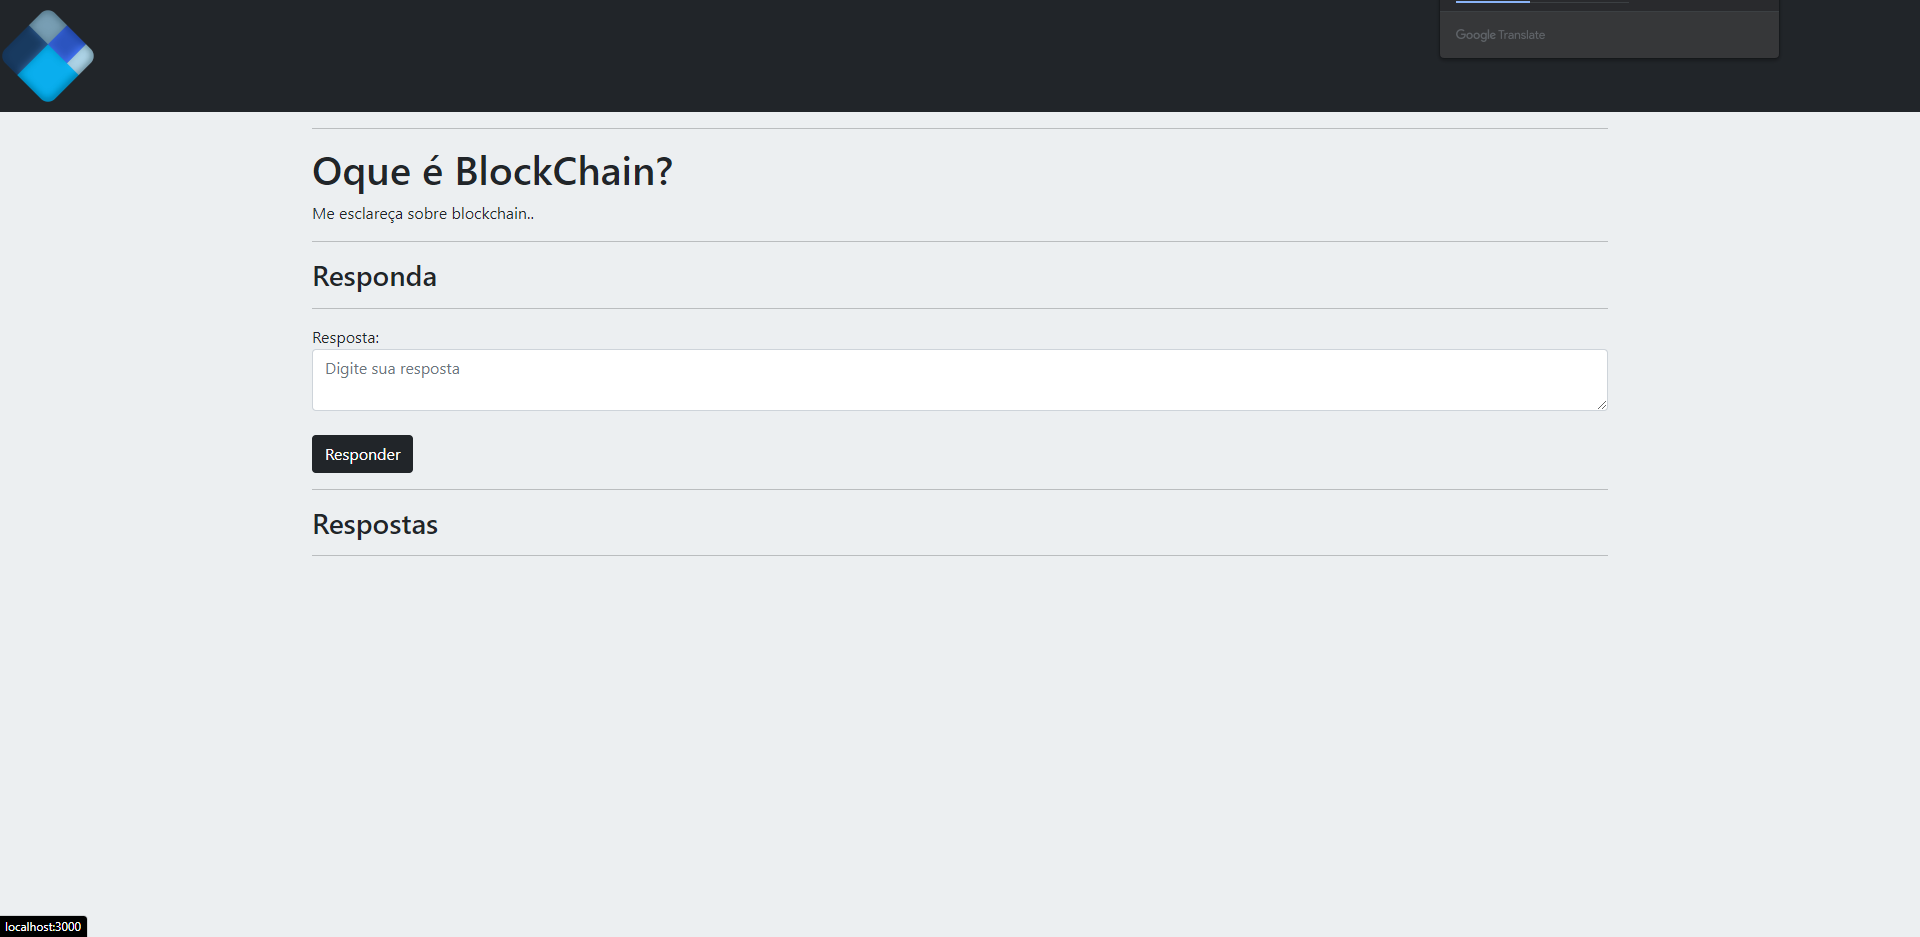 Google Translate
Oque é BlockChain?
Me esclareça sobre blockchain..
Responda
Resposta:
Digite sua resposta
Responder
Respostas
localhost:3000